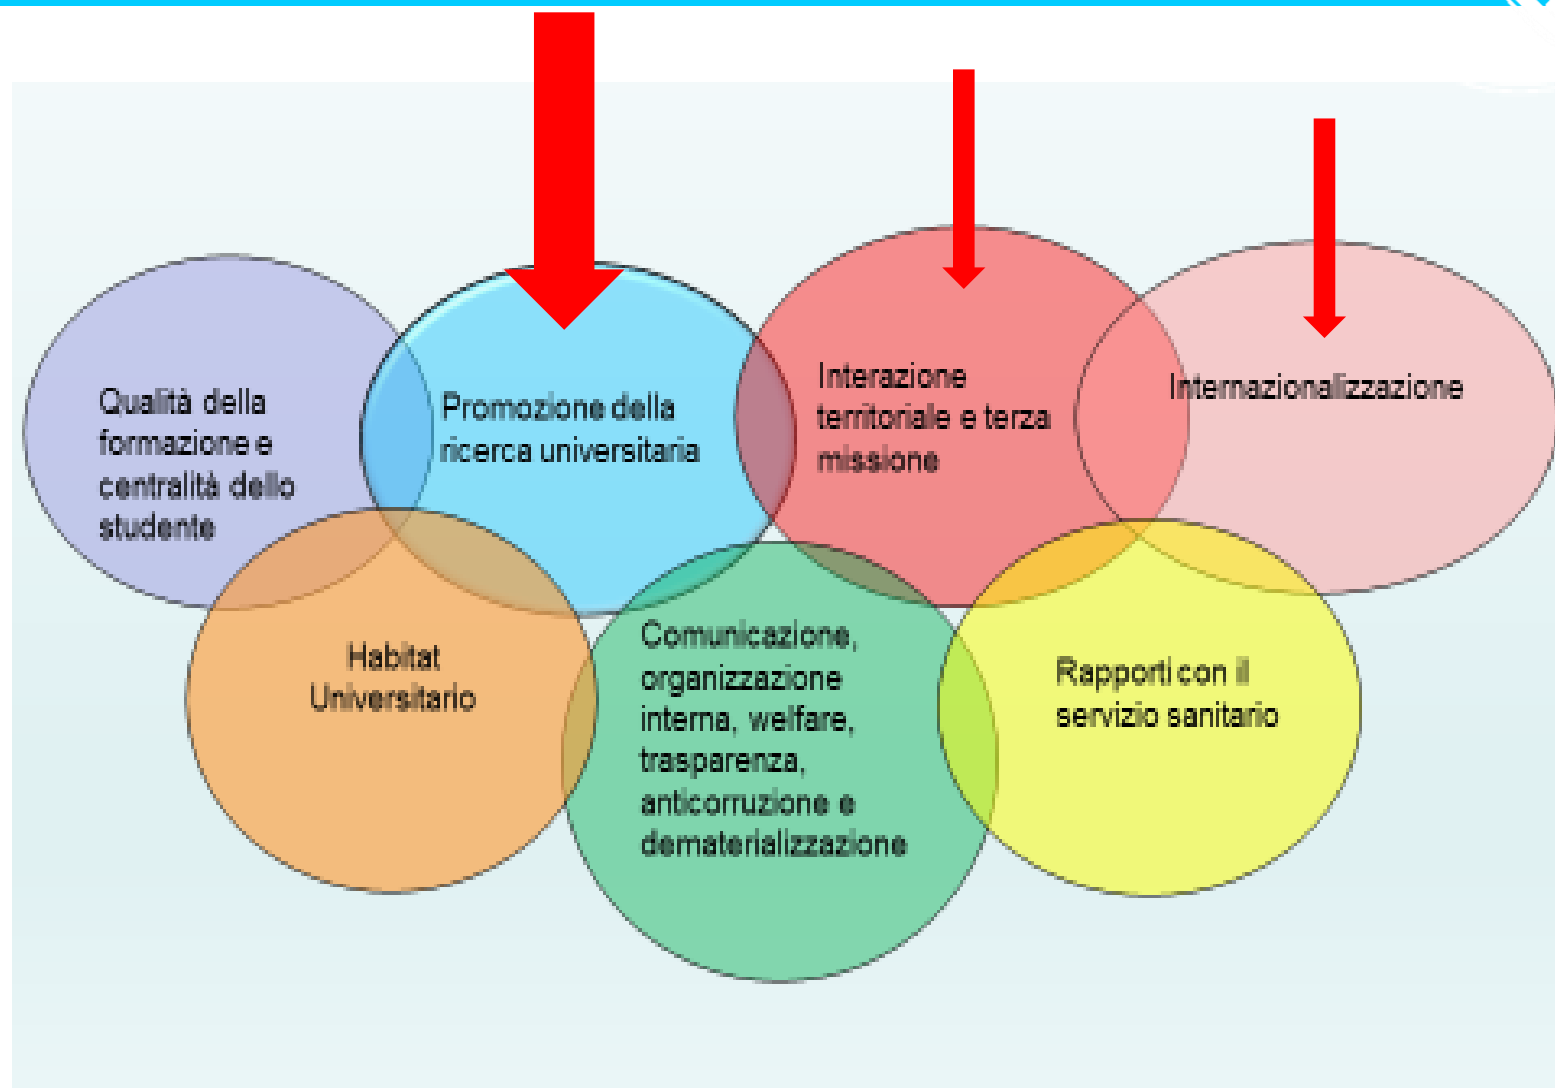 Qualità della
formazione e
centralità dello
studente
Promozione della
ricerca universitaria
Interazione
territoriale e terza
missione
Internazionalizzazione
Habitat
Universitario
Comunicazione,
organizzazione
interna, welfare,
trasparenza,
anticorruzione e
dematerializzazione
Rapporti con il
servizio sanitario